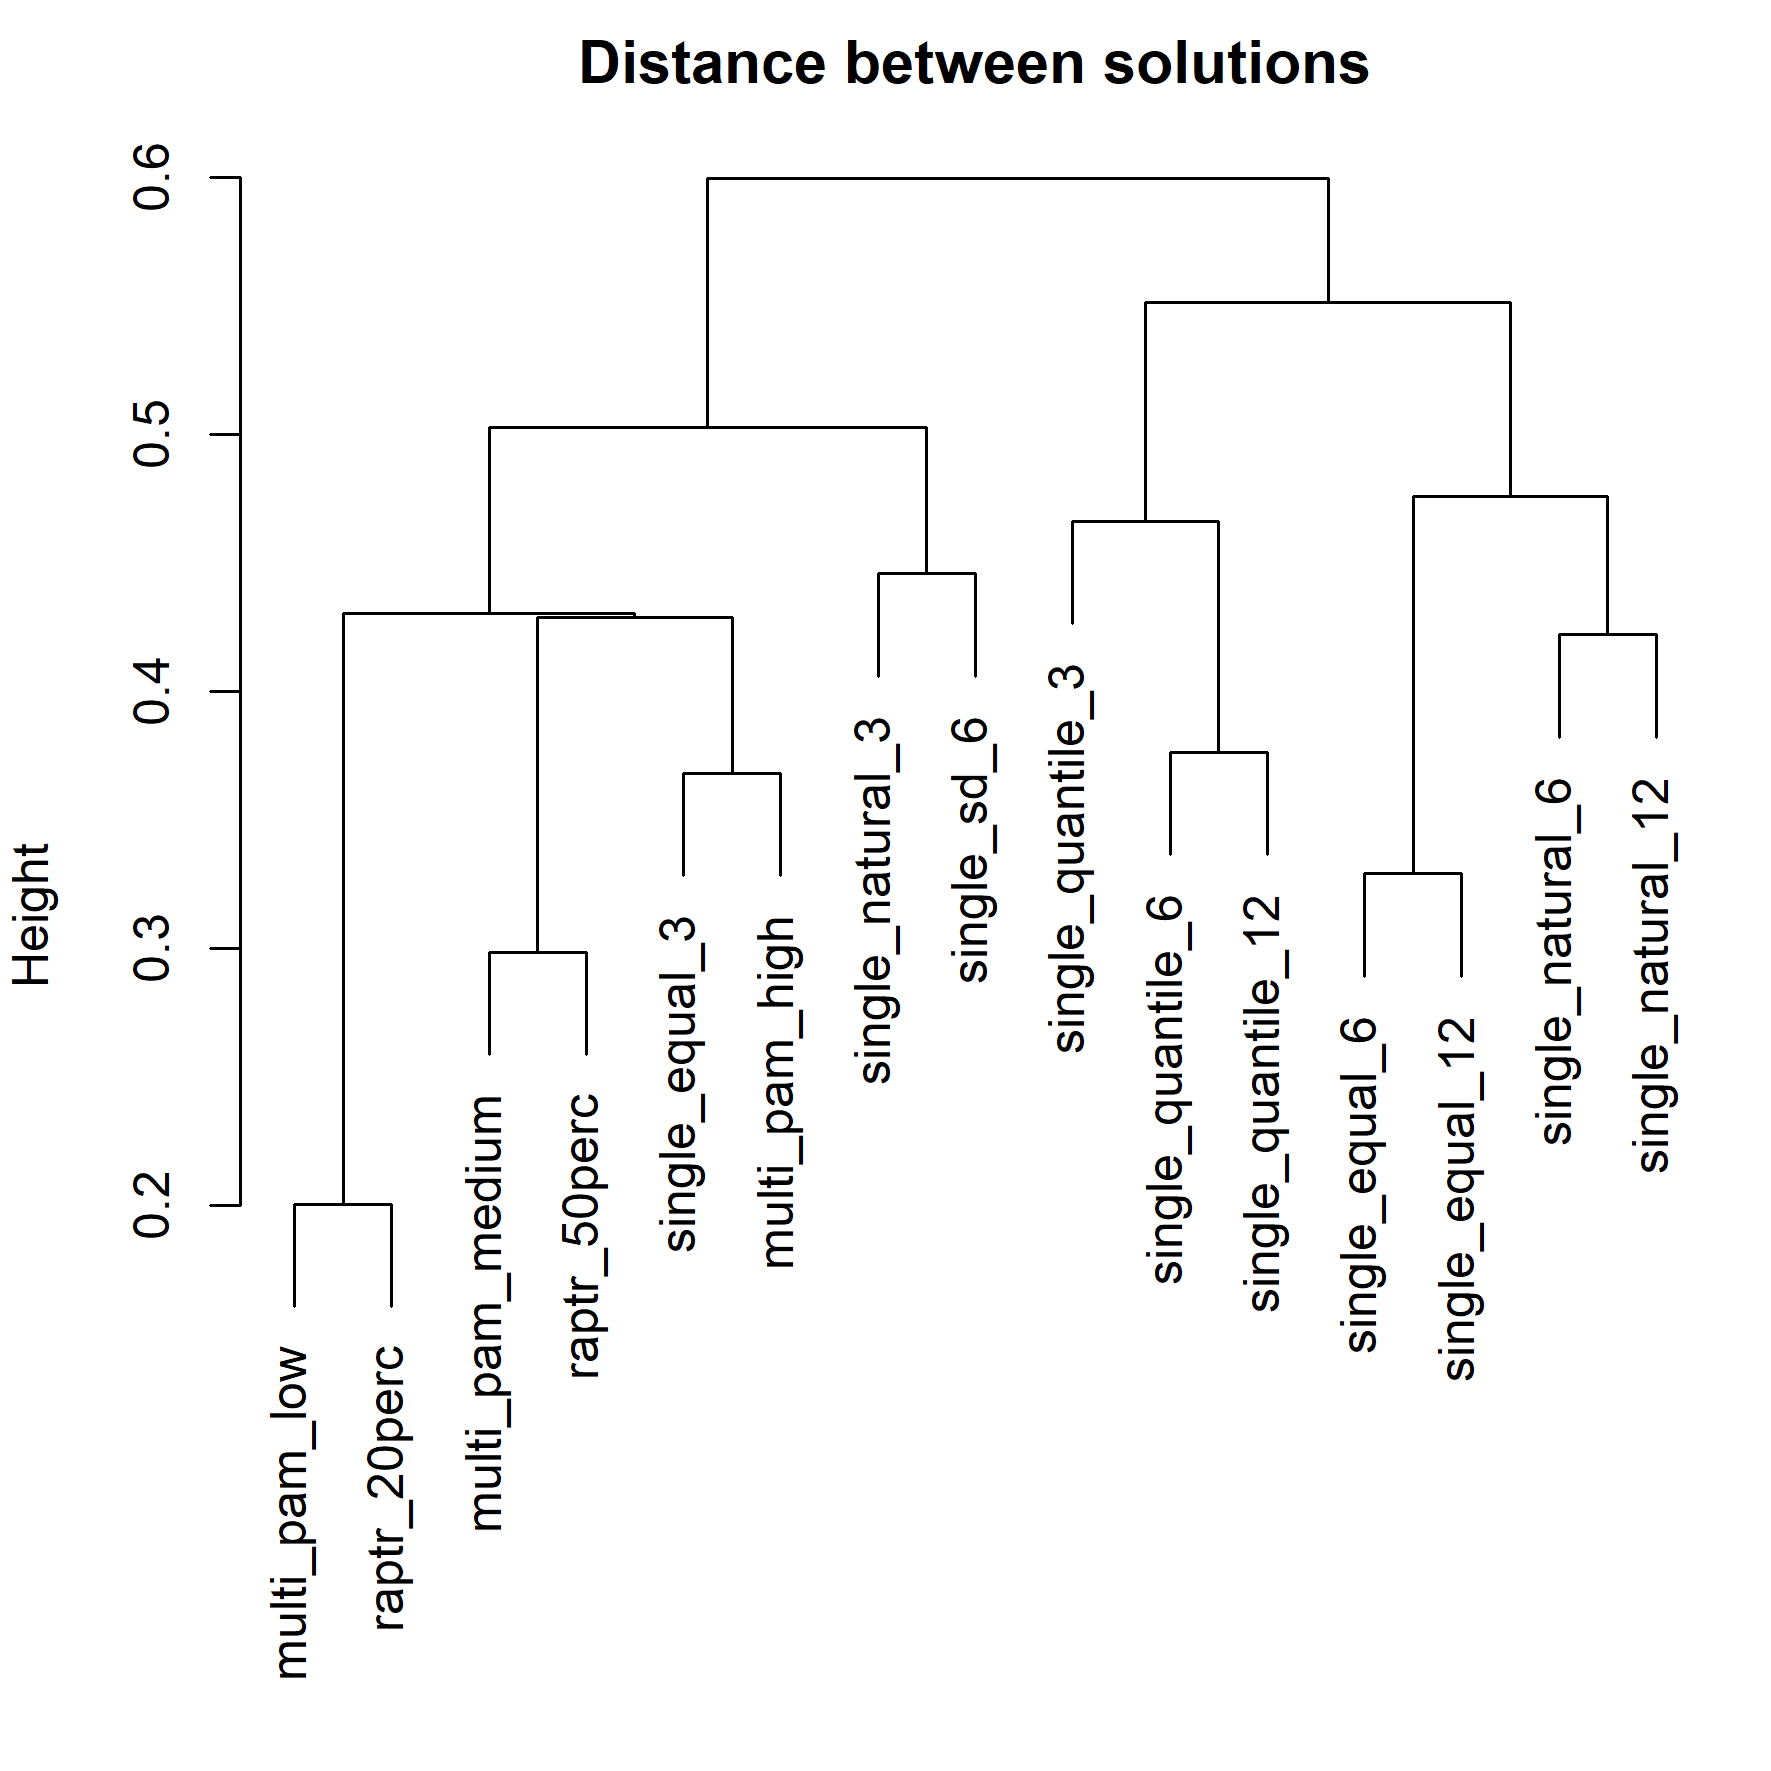 Distance between solutions
Height
0.6
0.5
0.4
0.3
0.2
multi_pam_low
raptr_20perc
multi_pam_medium
raptr_50perc
single_equal_3
multi_pam_high
single_natural_3
single_sd_6
single_quantile_3
single_quantile_6
single_quantile_12
single_equal_6
single_equal_12
single_natural_6
single_natural_12